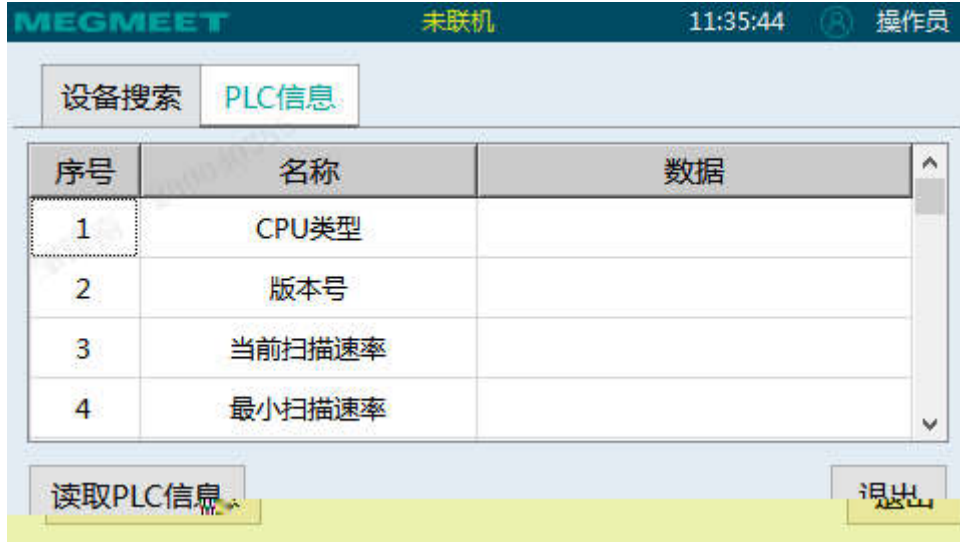 MEGMEET 未联机 11:35:44 操作员
设备搜索 PLC信息
序号 名称 数据
1 CPU类型
2 版本号
3 当前扫描速率
4 最小扫描速率
读取PLC信息 退出